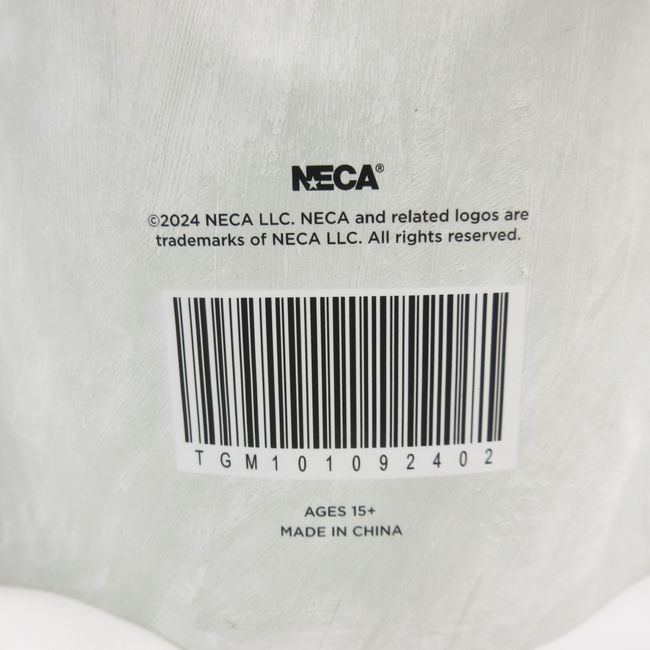 NECA®
©2024 NECA LLC. NECA and related logos are
trademarks of NECA LLC. All rights reserved.
TGM101092402
AGES 15+
MADE IN CHINA